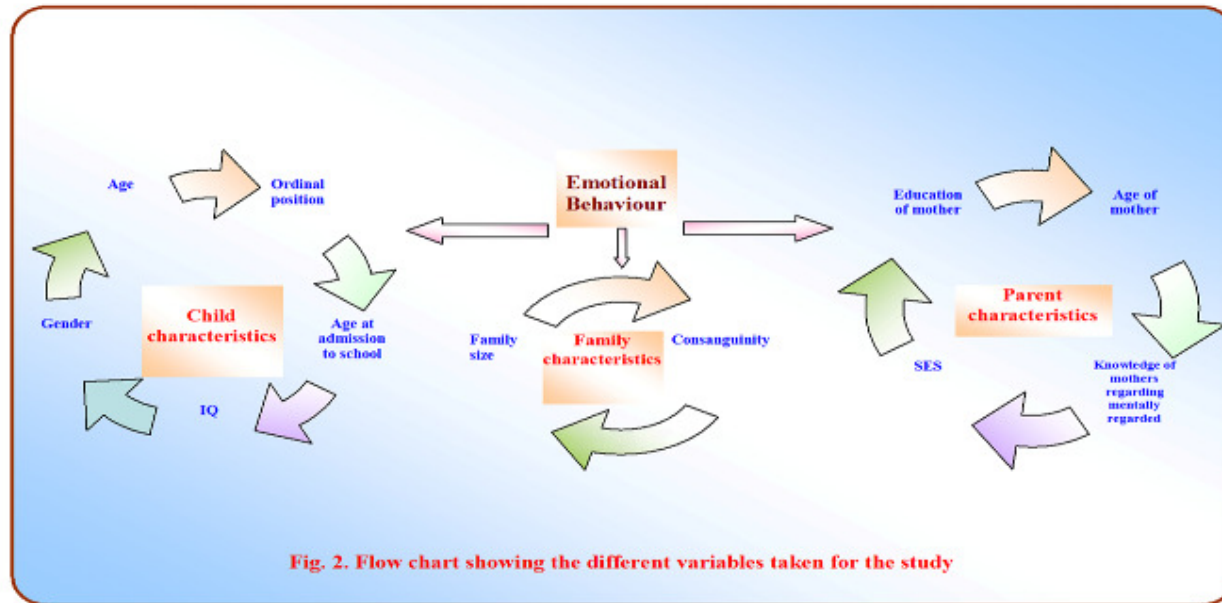 Emotional
Behaviour
Age
Ordinal
position
Age at
admission
to school
IQ
Gender
Child
characteristics
Family
size
Family
characteristics
Consanguinity
Education
of mother
Age of
mother
Knowledge of
mothers
regarding
mentally
regarded
SES
Parent
characteristics
Fig. 2. Flow chart showing the different variables taken for the study